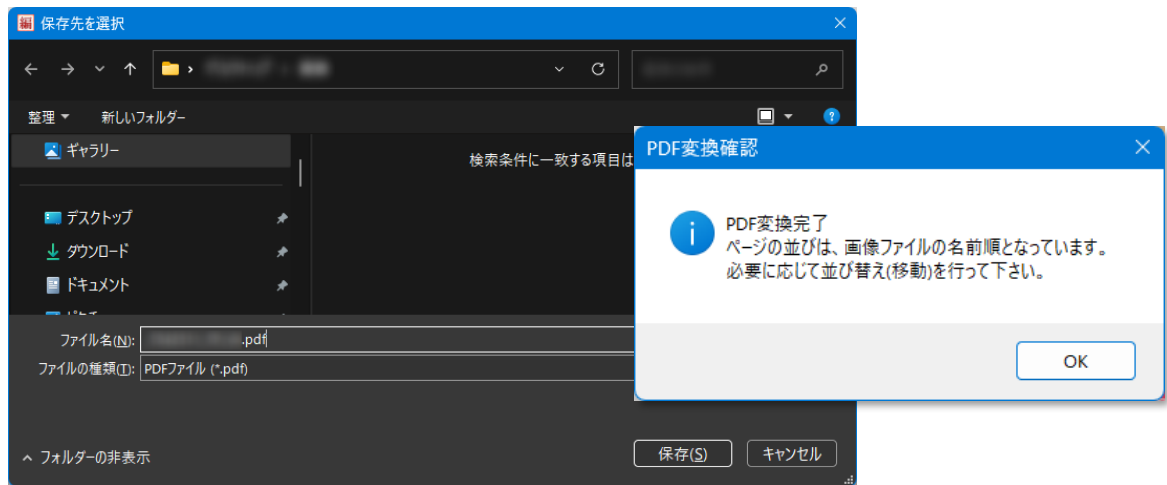 編 保存先を選択
整理
新しいフォルダー
ギャラリー
検索条件に一致する項目は
デスクトップ
ダウンロード
ドキュメント
ファイル名(N):
.pdf
ファイルの種類(T):
PDFファイル (*.pdf)
フォルダーの非表示
保存(S)
キャンセル
PDF変換確認
PDF変換完了
ページの並びは、画像ファイルの名前順となっています。
必要に応じて並び替え(移動)を行って下さい。
OK